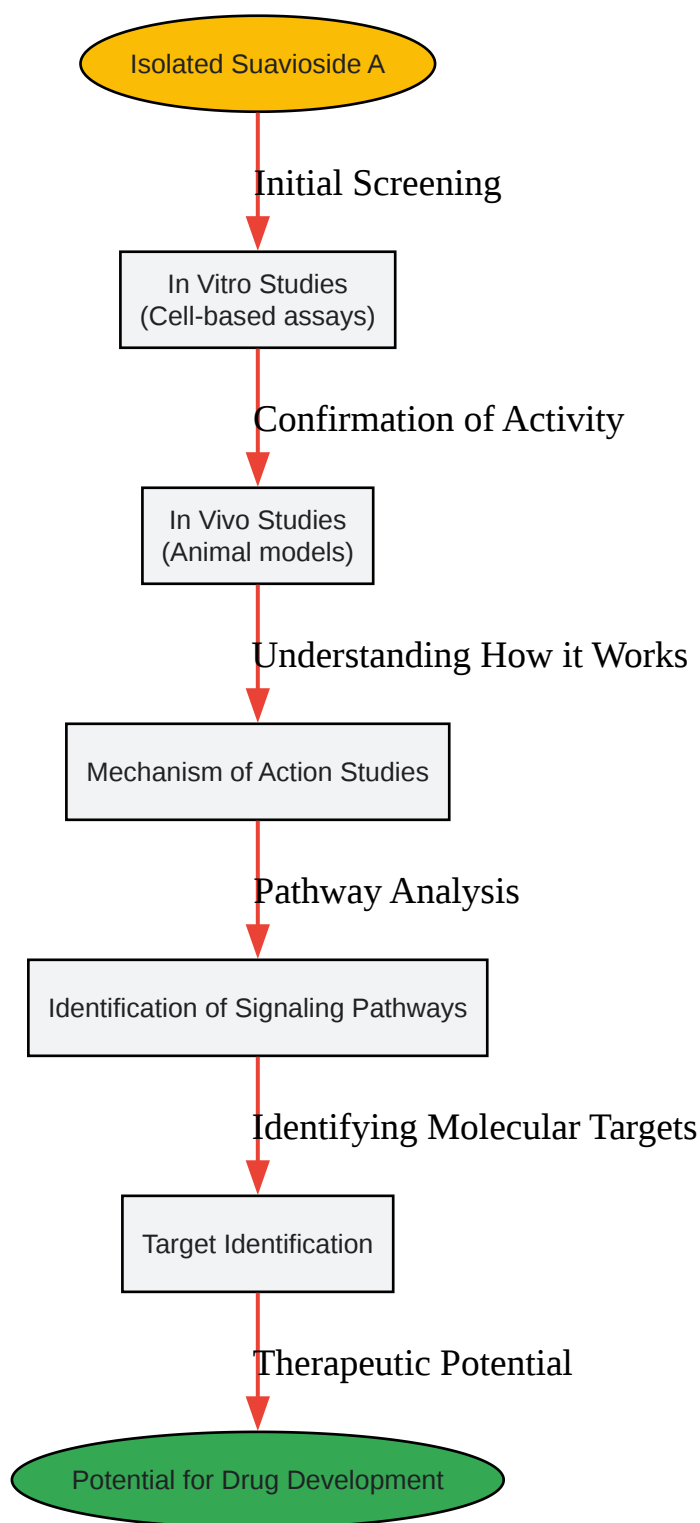 Isolated Suavioside A
Initial Screening
In Vitro Studies
(Cell-based assays)
Confirmation of Activity
In Vivo Studies
(Animal models)
Understanding How it Works
Mechanism of Action Studies
Pathway Analysis
Identification of Signaling Pathways
Identifying Molecular Targets
Target Identification
Therapeutic Potential
Potential for Drug Development